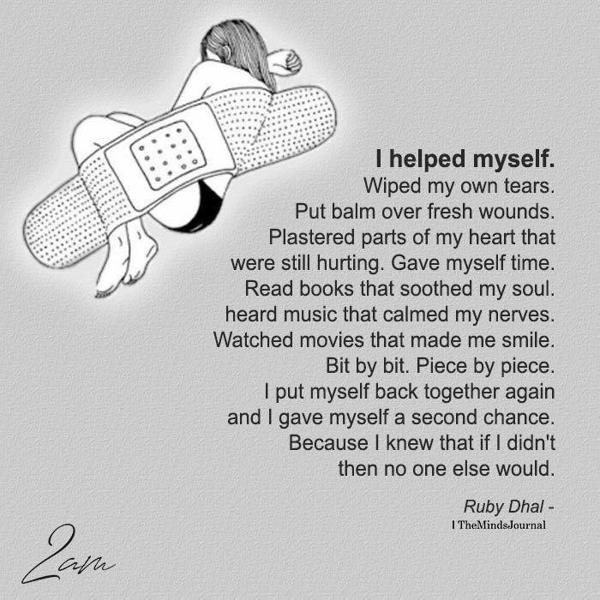 I helped myself.
Wiped my own tears.
Put balm over fresh wounds.
Plastered parts of my heart that
were still hurting. Gave myself time.
Read books that soothed my soul.
heard music that calmed my nerves.
Watched movies that made me smile.
Bit by bit. Piece by piece.
I put myself back together again
and I gave myself a second chance.
Because I knew that if I didn't
then no one else would.
Ruby Dhal -
I TheMindsJournal
2am